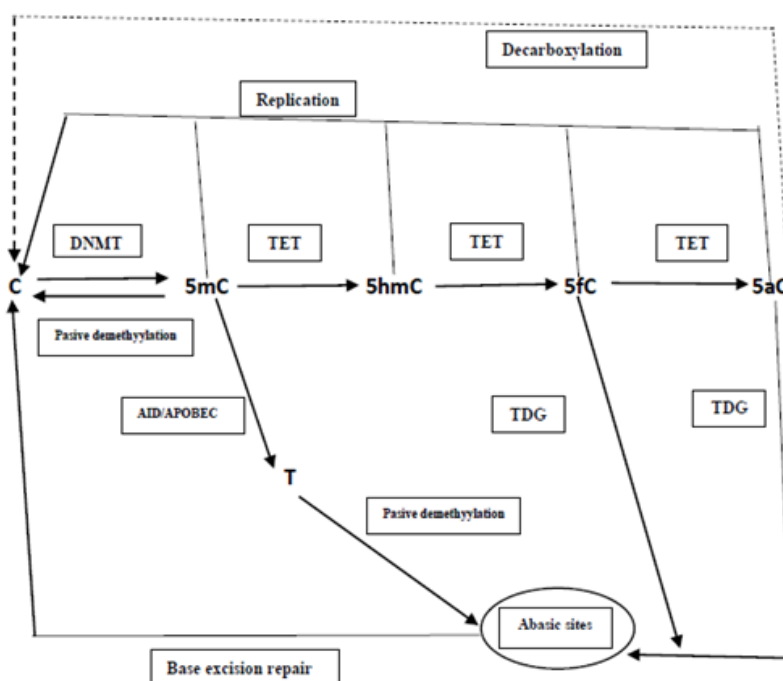 Decarboxylation
Replication
DNMT
TET
TET
TET
C
5mC
5hmC
5fC
5aC
Pasive demethyylation
AID/APOBEC
TDG
TDG
T
Pasive demethyylation
Abasic sites
Base excision repair